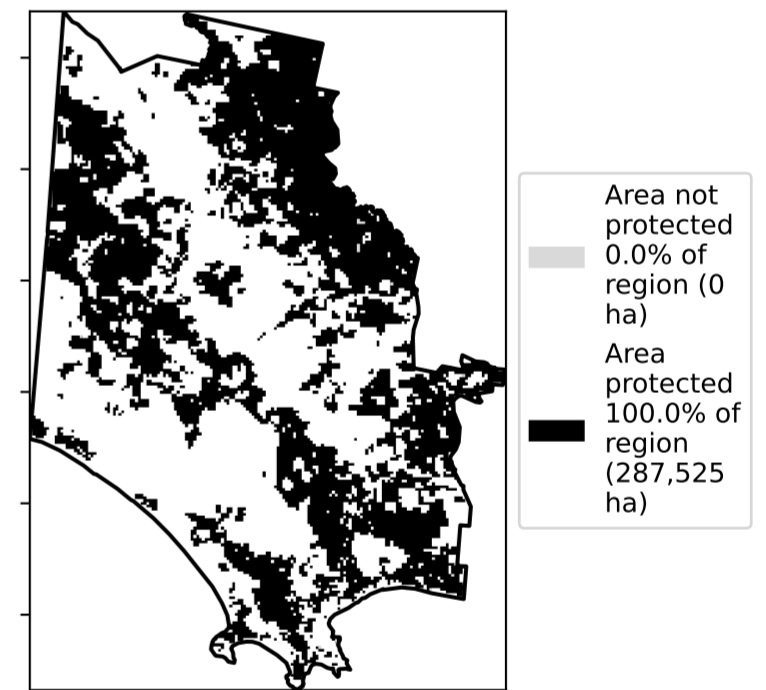 Area not
protected
0.0% of
region (0
ha)
Area
protected
100.0% of
region
(287,525
ha)